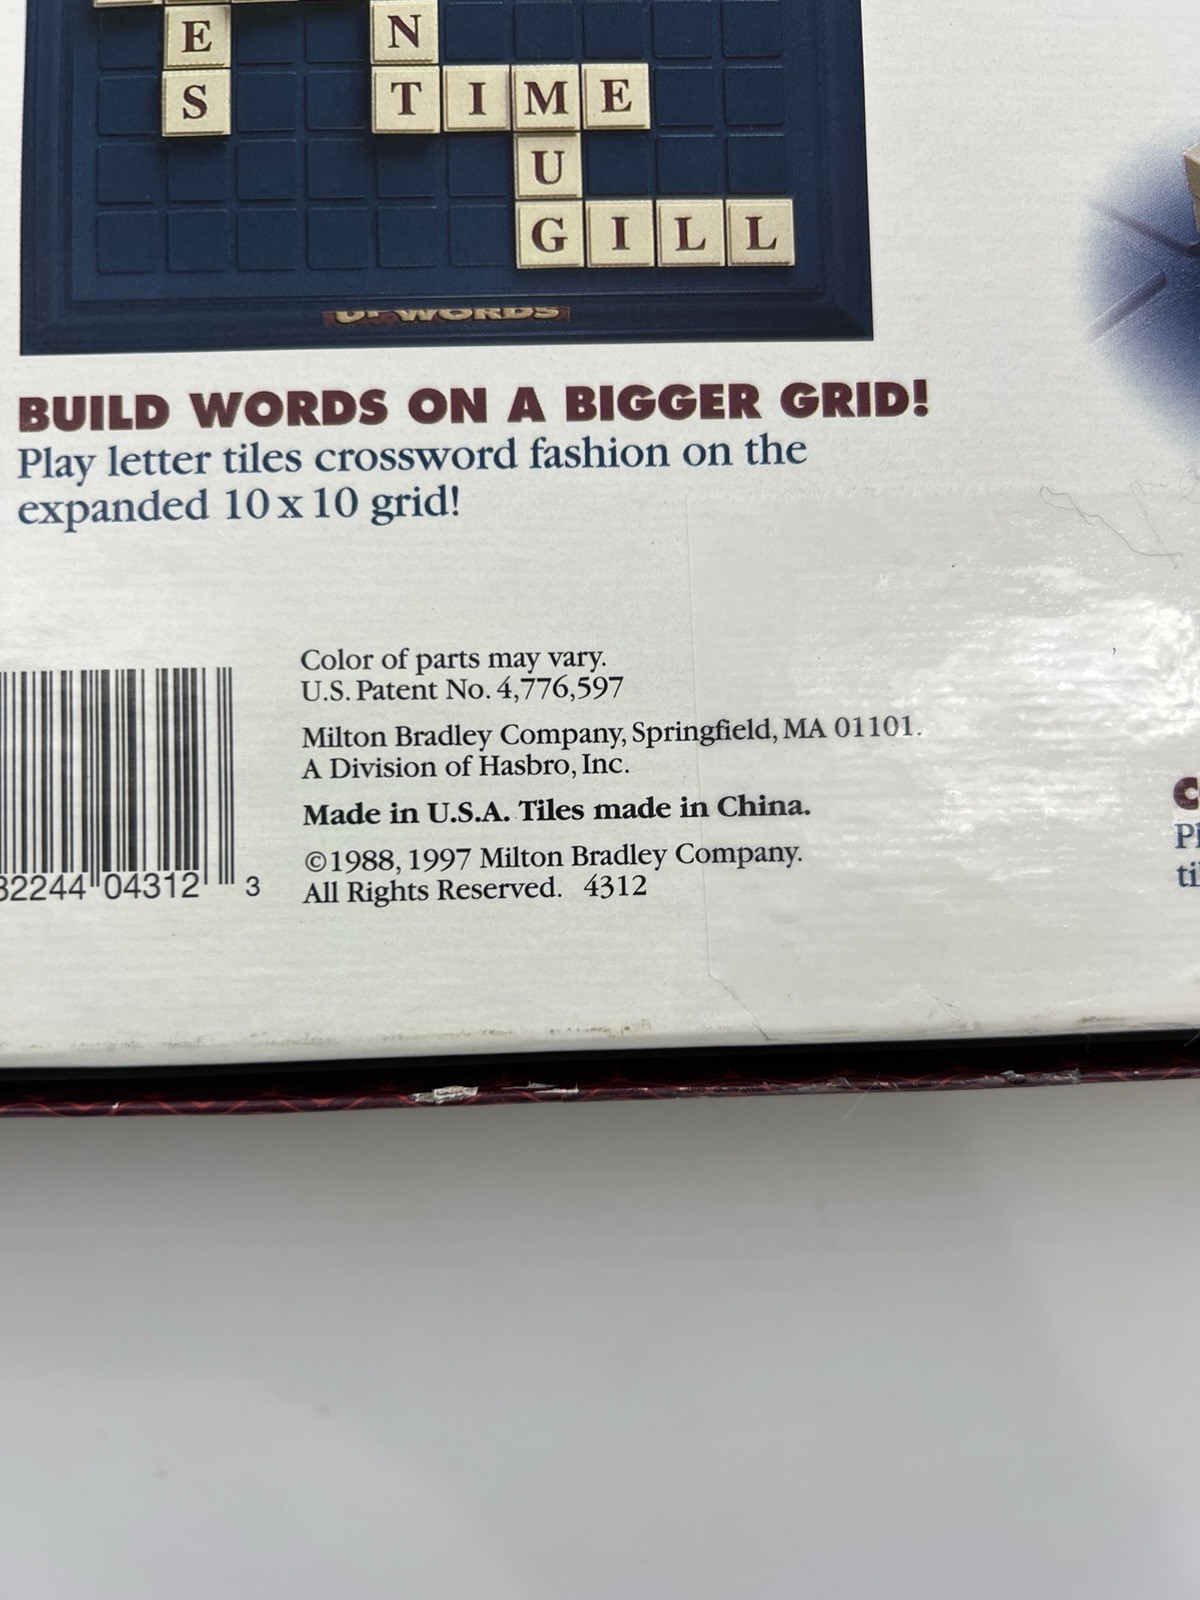 E N
S T I M E
U
G I L L
UPWORDS
BUILD WORDS ON A BIGGER GRID!
Play letter tiles crossword fashion on the
expanded 10 x 10 grid!
Color of parts may vary.
U.S. Patent No. 4,776,597
Milton Bradley Company, Springfield, MA 01101.
A Division of Hasbro, Inc.
Made in U.S.A. Tiles made in China.
©1988, 1997 Milton Bradley Company.
All Rights Reserved. 4312
32244 04312 3